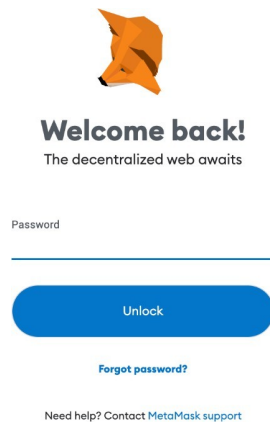 Welcome back!
The decentralized web awaits
Password
Unlock
Forgot password?
Need help? Contact MetaMask support